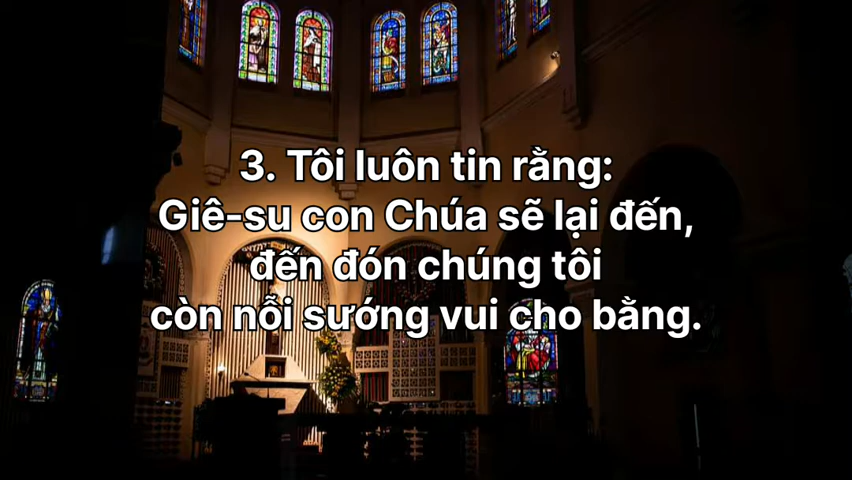 3. Tôi luôn tin rằng:
Giê-su con Chúa sẽ lại đến,
đến đón chúng tôi
còn nỗi sướng vui cho bằng.